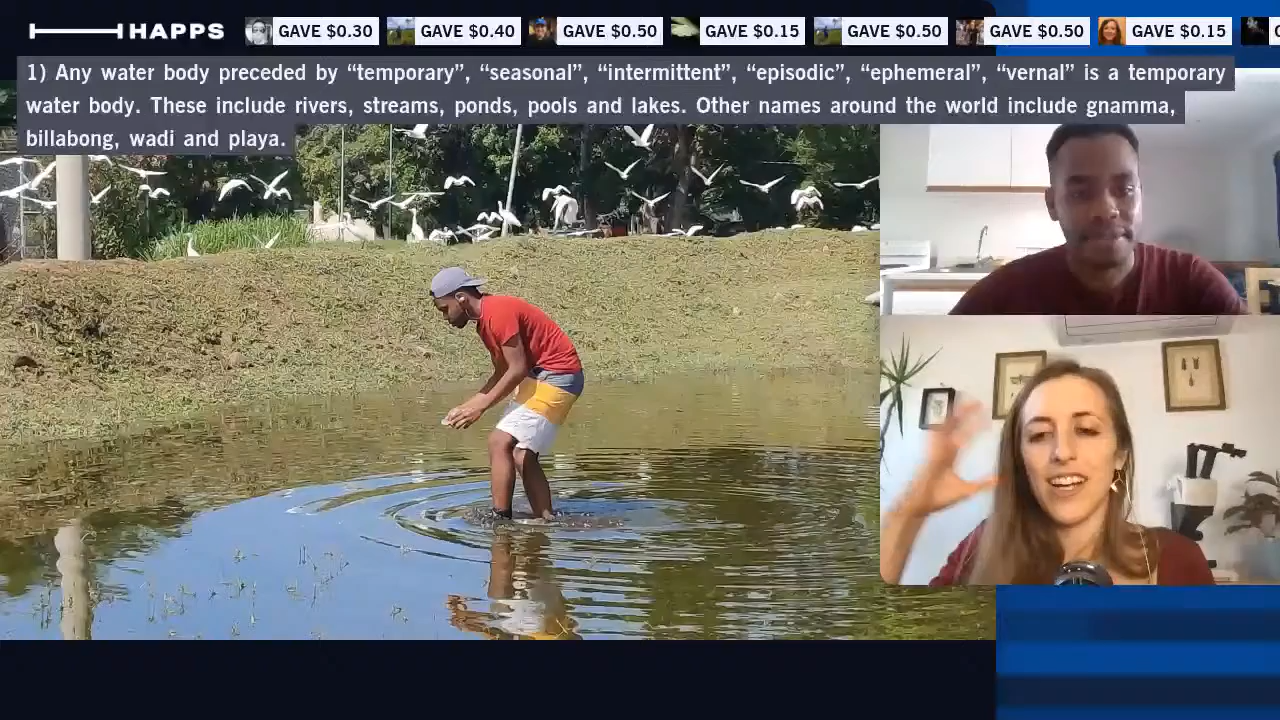 HAPPS GAVE $0.30 GAVE $0.40 GAVE $0.50 GAVE $0.15 GAVE $0.50 GAVE $0.50 GAVE $0.15
1) Any water body preceded by “temporary”, “seasonal”, “intermittent”, “episodic”, “ephemeral”, “vernal” is a temporary
water body. These include rivers, streams, ponds, pools and lakes. Other names around the world include gnamma,
billabong, wadi and playa.